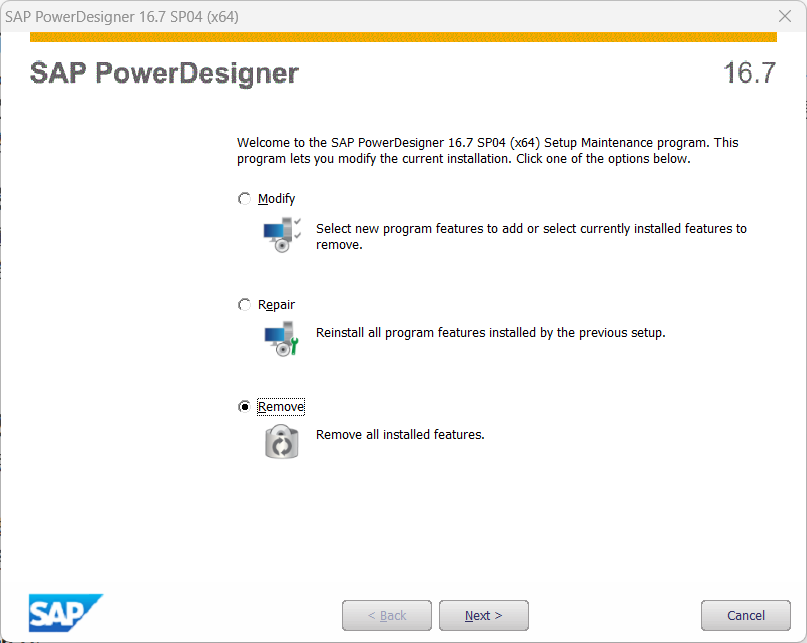 SAP PowerDesigner 16.7 SP04 (x64)
SAP PowerDesigner 16.7
Welcome to the SAP PowerDesigner 16.7 SP04 (x64) Setup Maintenance program. This
program lets you modify the current installation. Click one of the options below.
Modify
Select new program features to add or select currently installed features to
remove.
Repair
Reinstall all program features installed by the previous setup.
Remove
Remove all installed features.
SAP
< Back Next > Cancel